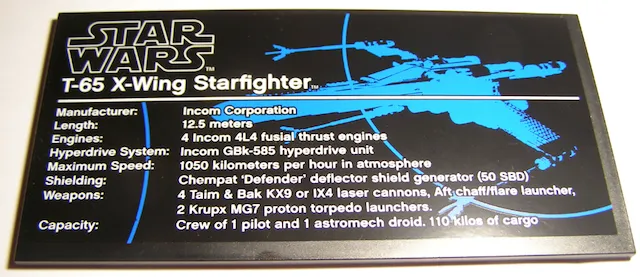 STAR
WARS™
T-65 X-Wing Starfighter™
Manufacturer: Incom Corporation
Length: 12.5 meters
Engines: 4 Incom 4L4 fusial thrust engines
Hyperdrive System: Incom GBk-585 hyperdrive unit
Maximum Speed: 1050 kilometers per hour in atmosphere
Shielding: Chempat 'Defender' deflector shield generator (50 SBD)
Weapons: 4 Taim & Bak KX9 or IX4 laser cannons, Aft chaff/flare launcher,
2 Krupx MG7 proton torpedo launchers.
Capacity: Crew of 1 pilot and 1 astromech droid. 110 kilos of cargo